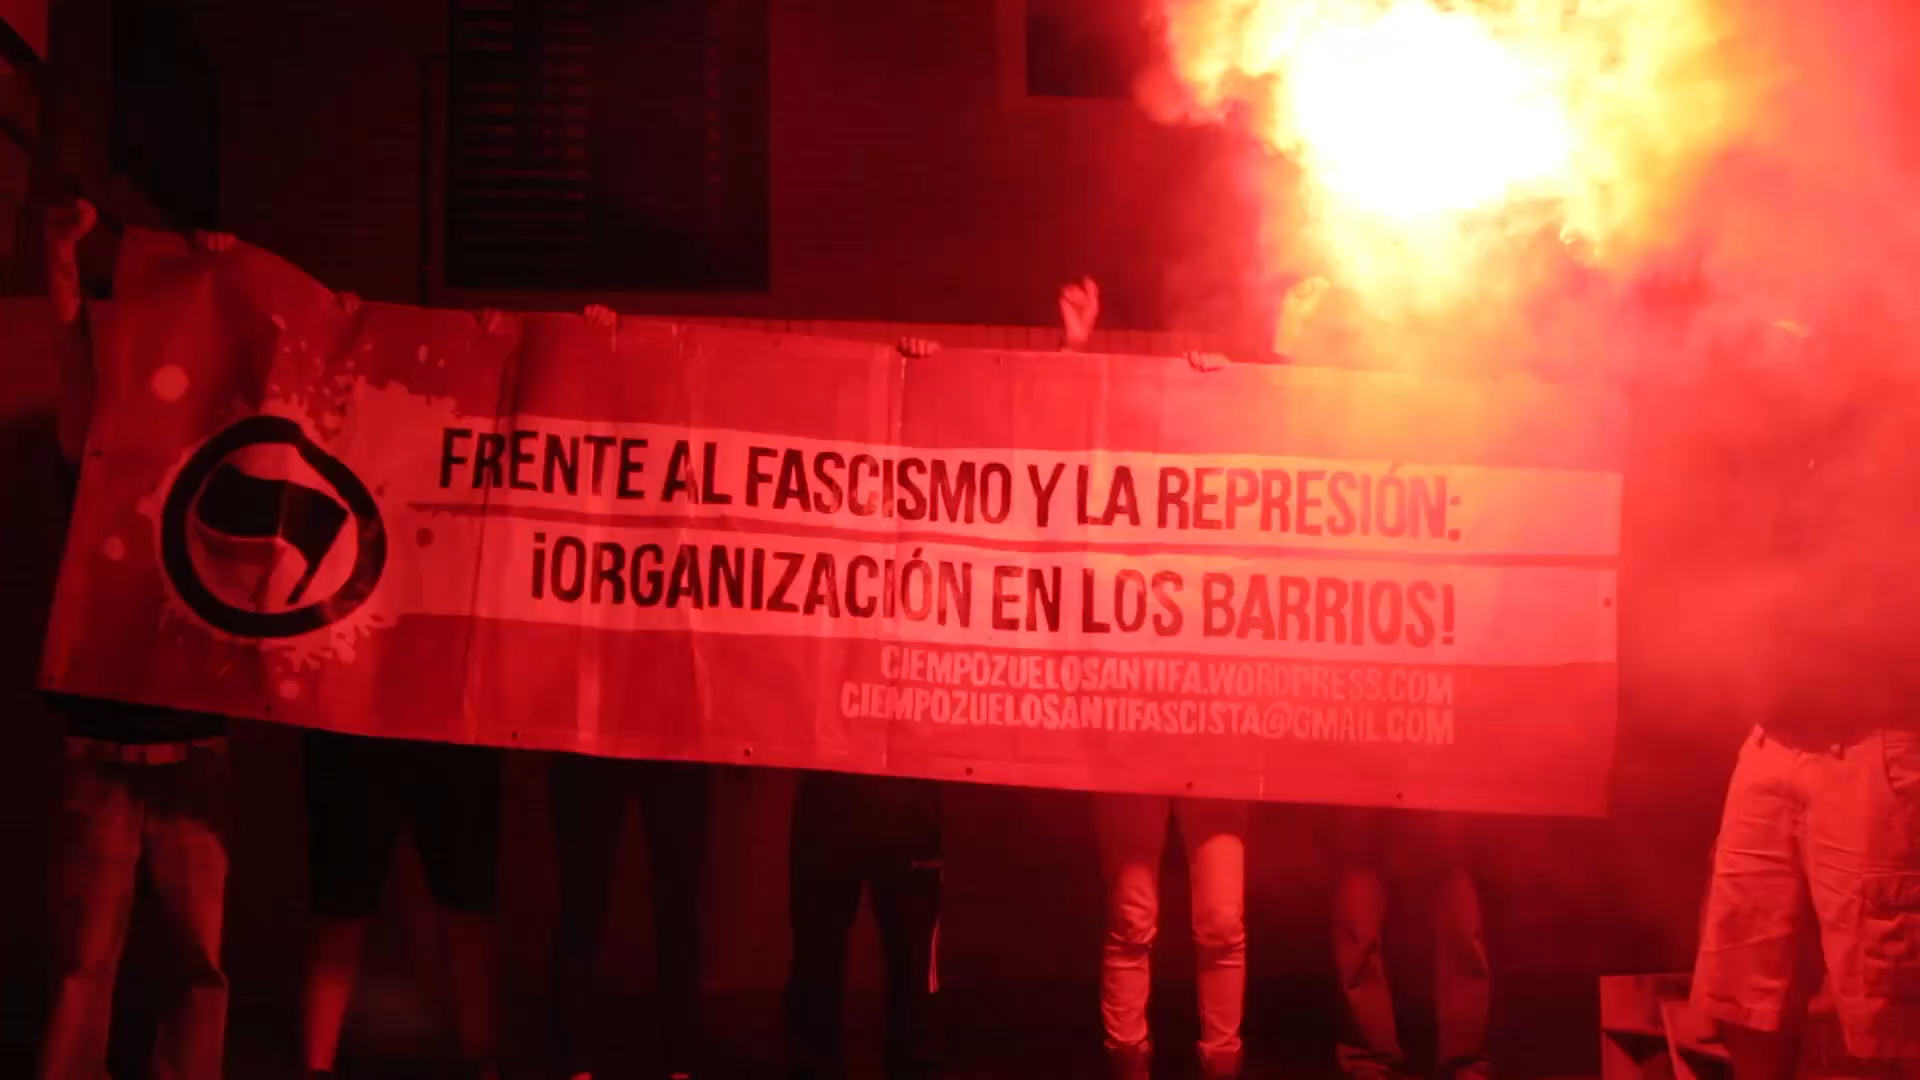 FRENTE AL FASCISMO Y LA REPRESIÓN:
¡ORGANIZACIÓN EN LOS BARRIOS!
CIEMPOZUELOSANTIFA.WORDPRESS.COM
CIEMPOZUELOSANTIFASCISTA@GMAIL.COM